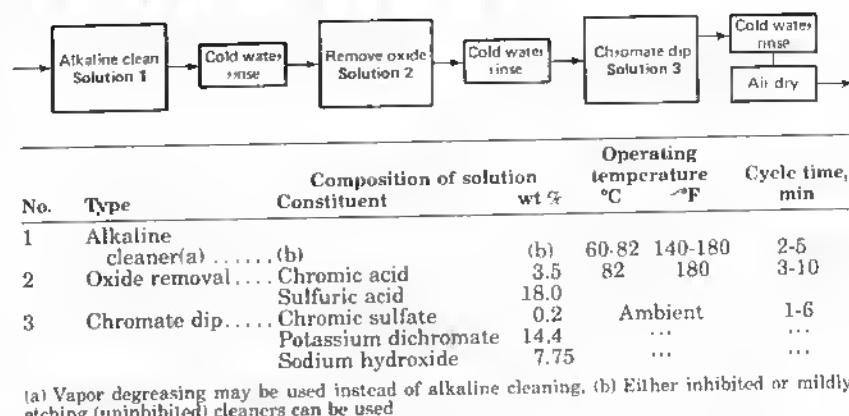 Alkaline clean
Solution 1
Cold water
rinse
Remove oxide
Solution 2
Cold water
rinse
Chromate dip
Solution 3
Cold water
rinse
Air dry
Operating
Composition of solution temperature Cycle time,
No. Type Constituent wt % °C °F min
1 Alkaline
cleaner(a) ...... (b) (b) 60-82 140-180 2-5
2 Oxide removal.... Chromic acid 3.5 82 180 3-10
Sulfuric acid 18.0
3 Chromate dip..... Chromic sulfate 0.2 Ambient 1-6
Potassium dichromate 14.4 ... ...
Sodium hydroxide 7.75 ... ...
(a) Vapor degreasing may be used instead of alkaline cleaning. (b) Either inhibited or mildly
etching (uninhibited) cleaners can be used